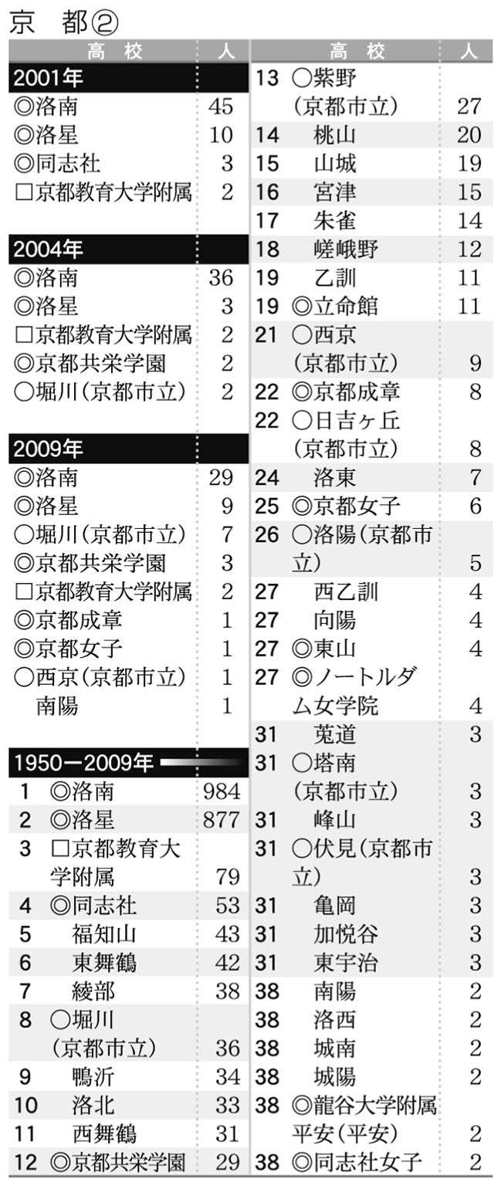 京 都②
高 校 人
2001年
◎洛南 45
◎洛星 10
◎同志社 3
□京都教育大学附属 2
2004年
◎洛南 36
◎洛星 3
□京都教育大学附属 2
◎京都共栄学園 2
○堀川(京都市立) 2
2009年
◎洛南 29
◎洛星 9
○堀川(京都市立) 7
◎京都共栄学園 3
□京都教育大学附属 2
◎京都成章 1
◎京都女子 1
○西京(京都市立) 1
南陽 1
1950－2009年
1 ◎洛南 984
2 ◎洛星 877
3 □京都教育大
学附属 79
4 ◎同志社 53
5 福知山 43
6 東舞鶴 42
7 綾部 38
8 ○堀川
(京都市立) 36
9 鴨沂 34
10 洛北 33
11 西舞鶴 31
12 ◎京都共栄学園 29
高 校 人
13 ○紫野
(京都市立) 27
14 桃山 20
15 山城 19
16 宮津 15
17 朱雀 14
18 嵯峨野 12
19 乙訓 11
19 ◎立命館 11
21 ○西京
(京都市立) 9
22 ◎京都成章 8
22 ○日吉ヶ丘
(京都市立) 8
24 洛東 7
25 ◎京都女子 6
26 ○洛陽(京都市
立) 5
27 西乙訓 4
27 向陽 4
27 ◎東山 4
27 ◎ノートルダ
ム女学院 4
31 莵道 3
31 ○塔南
(京都市立) 3
31 峰山 3
31 ○伏見(京都市
立) 3
31 亀岡 3
31 加悦谷 3
31 東宇治 3
38 南陽 2
38 洛西 2
38 城南 2
38 城陽 2
38 ◎龍谷大学附属
平安(平安) 2
38 ◎同志社女子 2